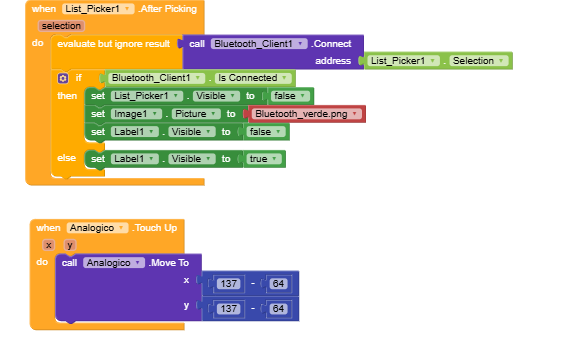 when List_Picker1 .After Picking
selection
do evaluate but ignore result call Bluetooth_Client1 .Connect
address List_Picker1 . Selection
if Bluetooth_Client1 . Is Connected
then set List_Picker1 . Visible to false
set Image1 . Picture to Bluetooth_verde.png
set Label1 . Visible to false
else set Label1 . Visible to true
when Analogico .Touch Up
x y
do call Analogico .Move To
x 137 - 64
y 137 - 64